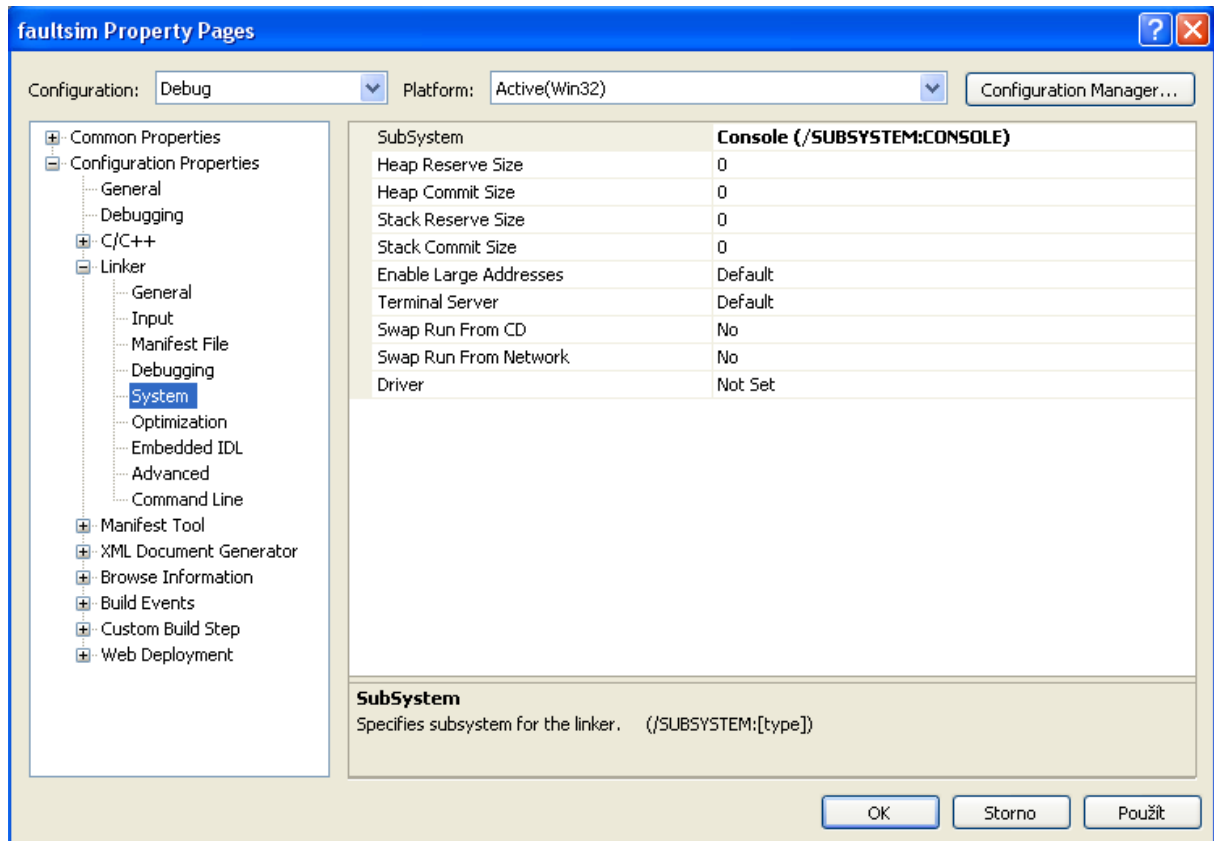 faultsim Property Pages
Configuration: Debug Platform: Active(Win32) Configuration Manager...
Common Properties
Configuration Properties
General
Debugging
C/C++
Linker
General
Input
Manifest File
Debugging
System
Optimization
Embedded IDL
Advanced
Command Line
Manifest Tool
XML Document Generator
Browse Information
Build Events
Custom Build Step
Web Deployment
SubSystem Console (/SUBSYSTEM:CONSOLE)
Heap Reserve Size 0
Heap Commit Size 0
Stack Reserve Size 0
Stack Commit Size 0
Enable Large Addresses Default
Terminal Server Default
Swap Run From CD No
Swap Run From Network No
Driver Not Set
SubSystem
Specifies subsystem for the linker. (/SUBSYSTEM:[type])
OK Storno Použít